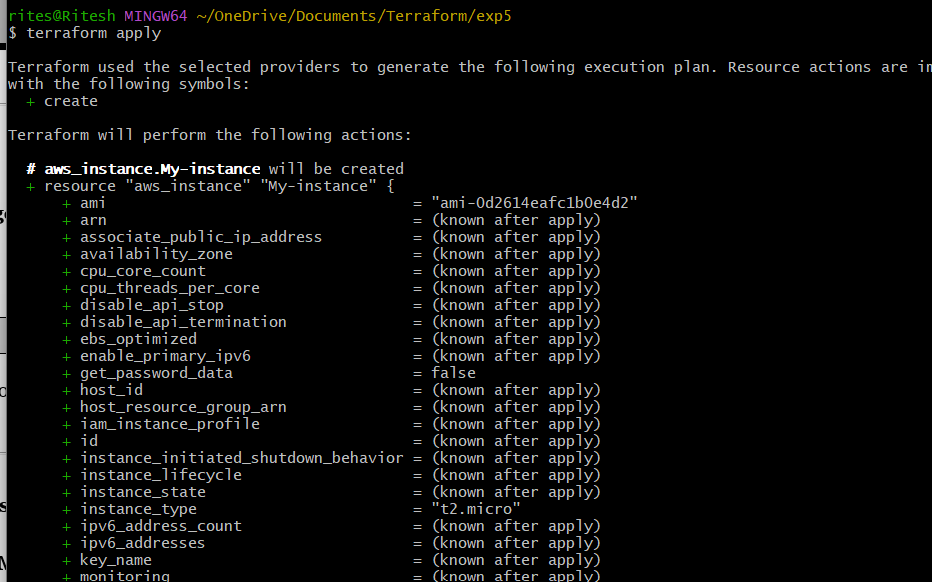 rites@Ritesh MINGW64 ~/OneDrive/Documents/Terraform/exp5
$ terraform apply
Terraform used the selected providers to generate the following execution plan. Resource actions are
with the following symbols:
+ create
Terraform will perform the following actions:
# aws_instance.My-instance will be created
+ resource "aws_instance" "My-instance" {
+ ami = "ami-0d2614eafc1b0e4d2"
+ arn = (known after apply)
+ associate_public_ip_address = (known after apply)
+ availability_zone = (known after apply)
+ cpu_core_count = (known after apply)
+ cpu_threads_per_core = (known after apply)
+ disable_api_stop = (known after apply)
+ disable_api_termination = (known after apply)
+ ebs_optimized = (known after apply)
+ enable_primary_ipv6 = (known after apply)
+ get_password_data = false
+ host_id = (known after apply)
+ host_resource_group_arn = (known after apply)
+ iam_instance_profile = (known after apply)
+ id = (known after apply)
+ instance_initiated_shutdown_behavior = (known after apply)
+ instance_lifecycle = (known after apply)
+ instance_state = (known after apply)
+ instance_type = "t2.micro"
+ ipv6_address_count = (known after apply)
+ ipv6_addresses = (known after apply)
+ key_name = (known after apply)
+ monitoring = (known after apply)